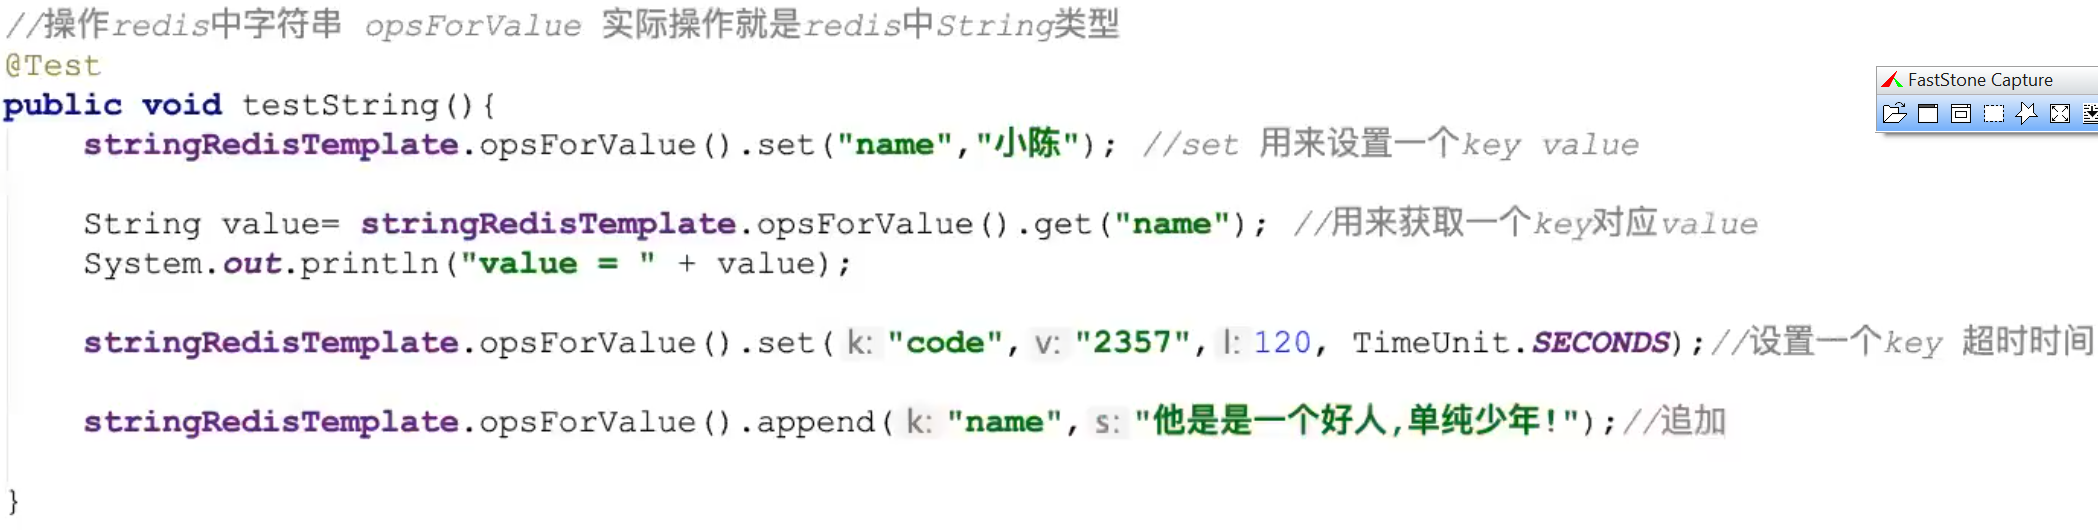 //操作redis中字符串 opsForValue 实际操作就是redis中String类型
@Test
public void testString(){
stringRedisTemplate.opsForValue().set("name","小陈"); //set 用来设置一个key value
String value= stringRedisTemplate.opsForValue().get("name"); //用来获取一个key对应value
System.out.println("value = " + value);
stringRedisTemplate.opsForValue().set( k: "code", v: "2357", l: 120, TimeUnit.SECONDS);//设置一个key 超时时间
stringRedisTemplate.opsForValue().append( k: "name", s: "他是是一个好人,单纯少年!");//追加
}
FastStone Capture